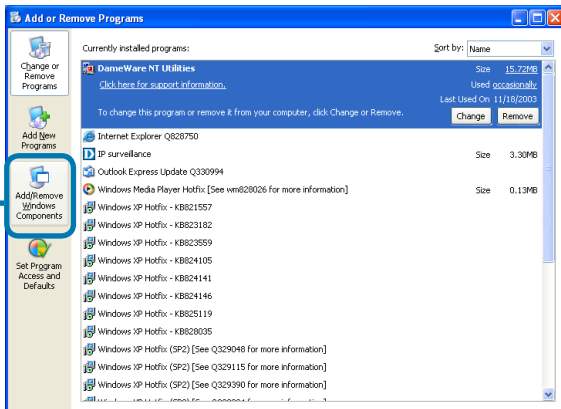 Add or Remove Programs
Change or
Remove
Programs
Add New
Programs
Add/Remove
Windows
Components
Set Program
Access and
Defaults
Currently installed programs:
Sort by: Name
DameWare NT Utilities
Size 15.72MB
Click here for support information.
Used occasionally
Last Used On 11/18/2003
To change this program or remove it from your computer, click Change or Remove.
Change Remove
Internet Explorer Q828750
IP surveillance Size 3.30MB
Outlook Express Update Q330994
Windows Media Player Hotfix [See wm828026 for more information] Size 0.13MB
Windows XP Hotfix - KB821557
Windows XP Hotfix - KB823182
Windows XP Hotfix - KB823559
Windows XP Hotfix - KB824105
Windows XP Hotfix - KB824141
Windows XP Hotfix - KB824146
Windows XP Hotfix - KB825119
Windows XP Hotfix - KB828035
Windows XP Hotfix (SP2) [See Q329048 for more information]
Windows XP Hotfix (SP2) [See Q329115 for more information]
Windows XP Hotfix (SP2) [See Q329390 for more information]